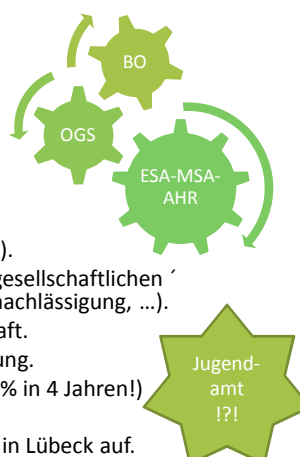 BO
OGS
ESA-MSA-
AHR
).
gesellschaftlichen ´
nachlässigung, …).
aft.
ung.
% in 4 Jahren!)
in Lübeck auf.
Jugend-
amt
!?!